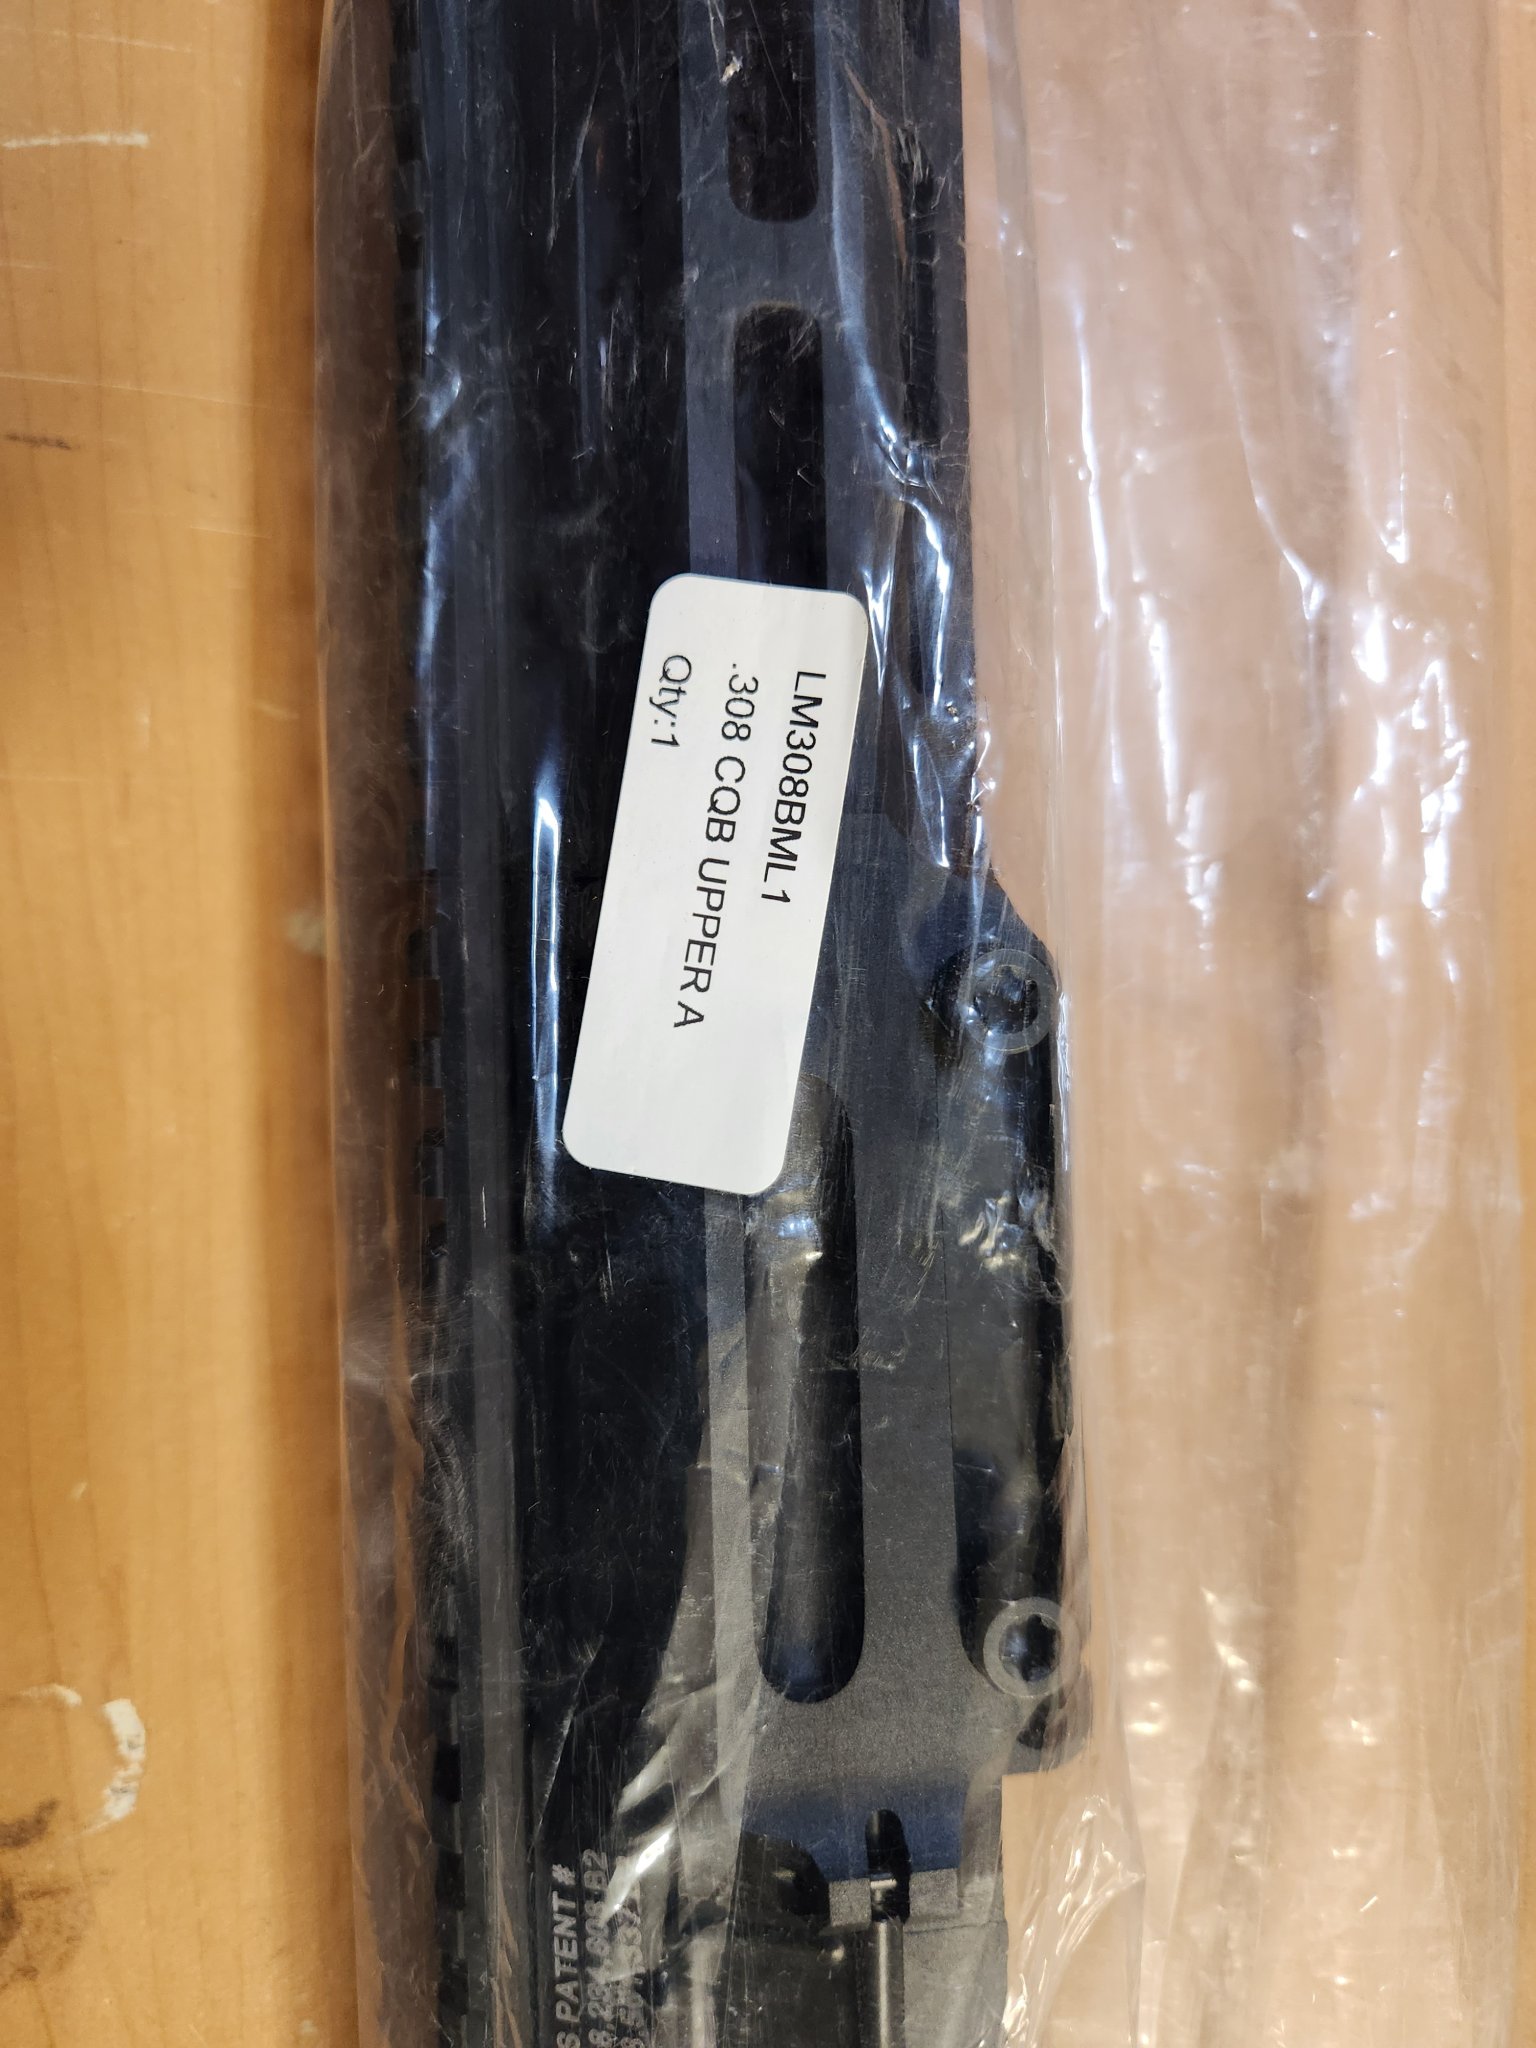 LM308BML1
.308 CQB UPPER A
Qty:1
PATENT #